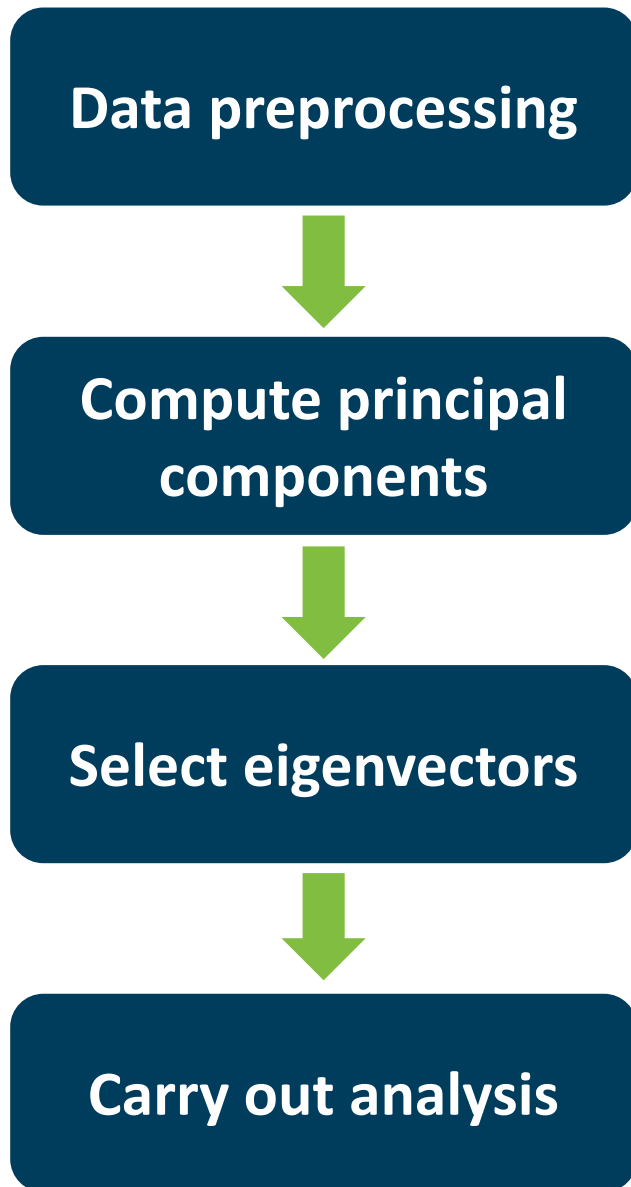 Data preprocessing
Compute principal
components
Select eigenvectors
Carry out analysis